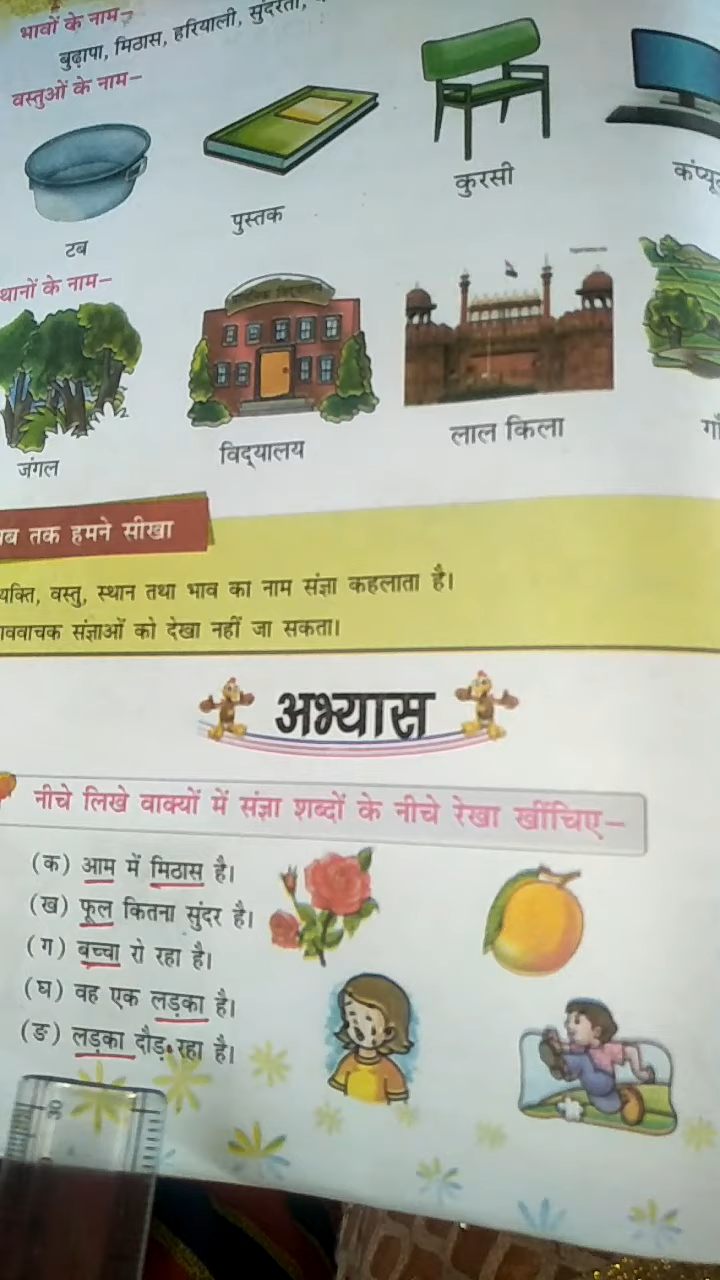 भावों के नाम–
बुढ़ापा, मिठास, हरियाली, सुंदरता,
वस्तुओं के नाम–
टब
पुस्तक
कुरसी
थानों के नाम–
जंगल
विद्यालय
लाल किला
ब तक हमने सीखा
यक्ति, वस्तु, स्थान तथा भाव का नाम संज्ञा कहलाता है।
ाववाचक संज्ञाओं को देखा नहीं जा सकता।
अभ्यास
नीचे लिखे वाक्यों में संज्ञा शब्दों के नीचे रेखा खींचिए–
(क) आम में मिठास है।
(ख) फूल कितना सुंदर है।
(ग) बच्चा रो रहा है।
(घ) वह एक लड़का है।
(ङ) लड़का दौड़ रहा है।